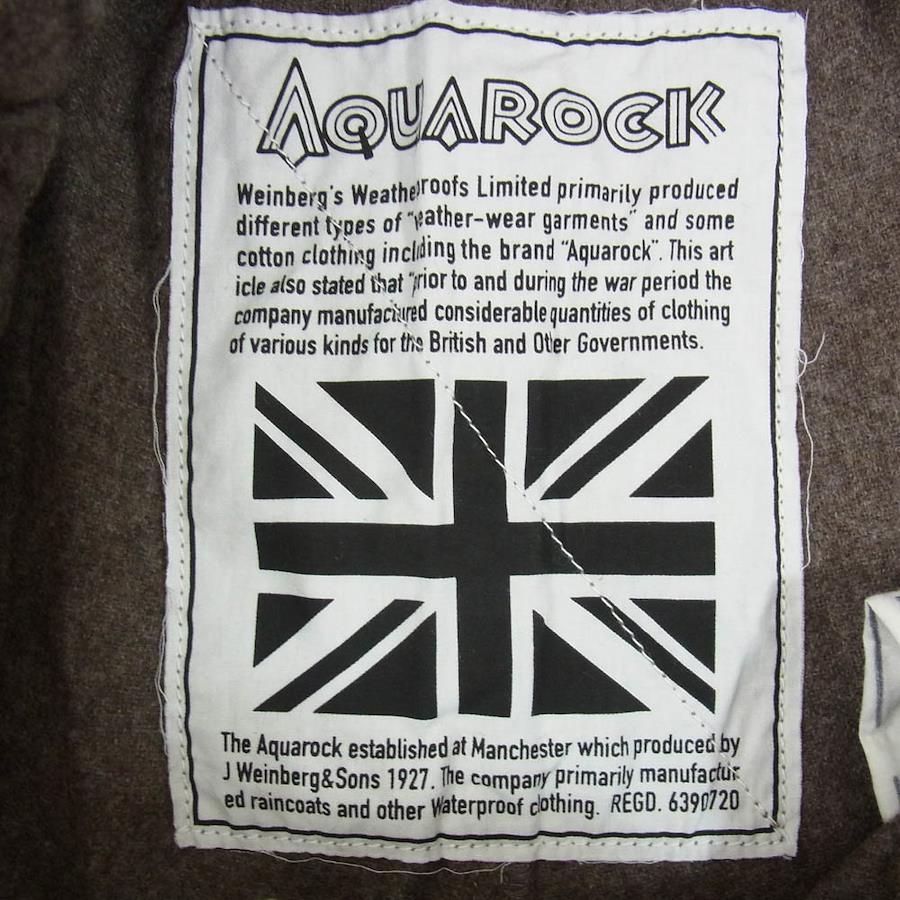 AQUAROCK
Weinberg's Weatherproofs Limited primarily produced
different types of "eather-wear garments" and some
cotton clothing including the brand "Aquarock". This art
icle also stated that "prior to and during the war period the
company manufactured considerable quantities of clothing
of various kinds for the British and Other Governments.
The Aquarock established at Manchester which produced by
J Weinberg&Sons 1927. The company primarily manufactur
ed raincoats and other Waterproof clothing. REGD. 6390720